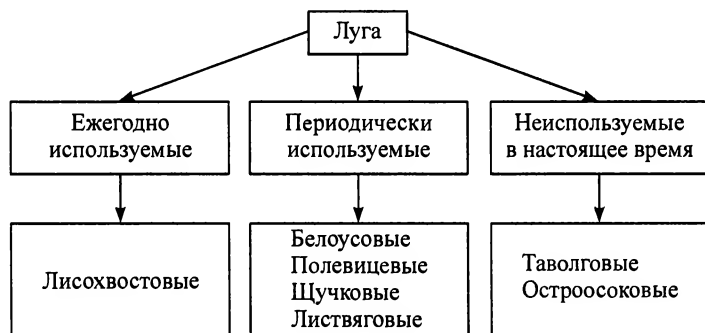 Луга
Ежегодно
используемые
Периодически
используемые
Неиспользуемые
в настоящее время
Лисохвостовые
Белоусовые
Полевицевые
Щучковые
Листвяговые
Таволговые
Остроосоковые